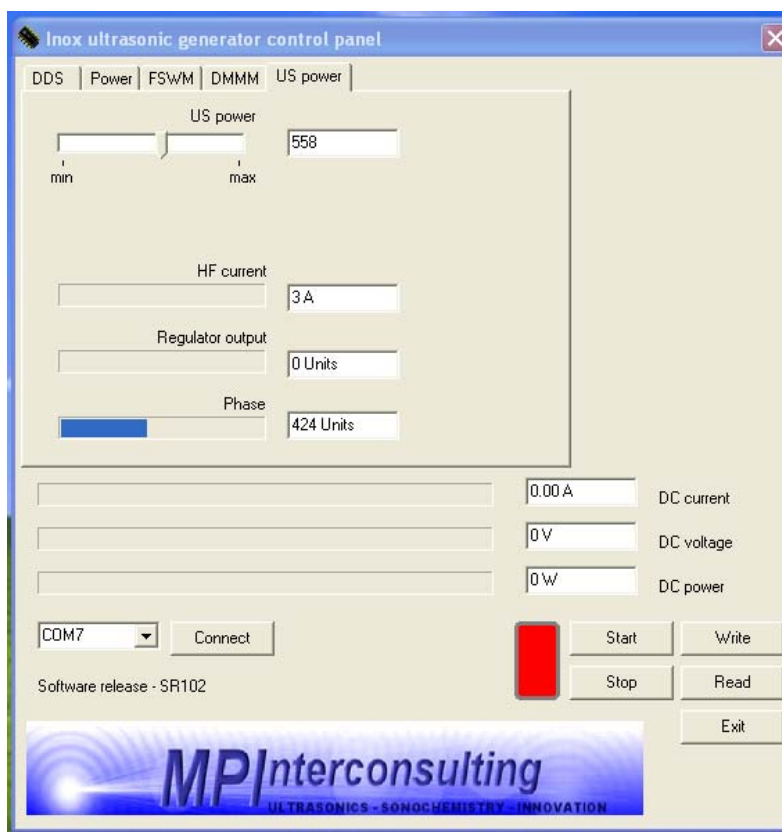 Inox ultrasonic generator control panel
DDS Power FSWM DMMM US power
US power
558
min max
HF current
3 A
Regulator output
0 Units
Phase
424 Units
0.00 A DC current
0 V DC voltage
0 W DC power
COM7 Connect Start Write
Software release - SR102 Stop Read
Exit
MPInterconsulting
ULTRASONICS - SONOCHEMISTRY - INNOVATION